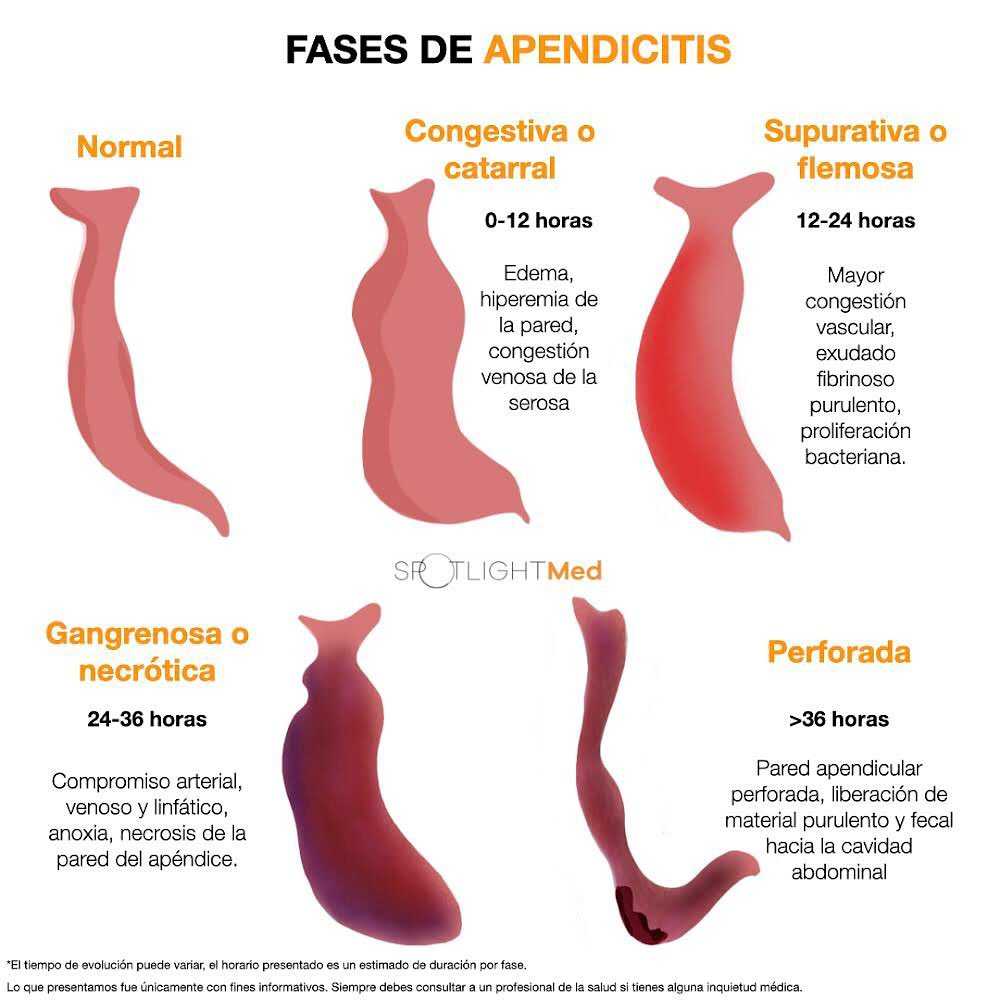 FASES DE APENDICITIS
Normal
Congestiva o
catarral
0-12 horas
Edema,
hiperemia de
la pared,
congestión
venosa de la
serosa
Supurativa o
flemosa
12-24 horas
Mayor
congestión
vascular,
exudado
fibrinoso
purulento,
proliferación
bacteriana.
SPOTLIGHTMed
Gangrenosa o
necrótica
24-36 horas
Compromiso arterial,
venoso y linfático,
anoxia, necrosis de la
pared del apéndice.
Perforada
>36 horas
Pared apendicular
perforada, liberación de
material purulento y fecal
hacia la cavidad
abdominal
*El tiempo de evolución puede variar, el horario presentado es un estimado de duración por fase.
Lo que presentamos fue únicamente con fines informativos. Siempre debes consultar a un profesional de la salud si tienes alguna inquietud médica.